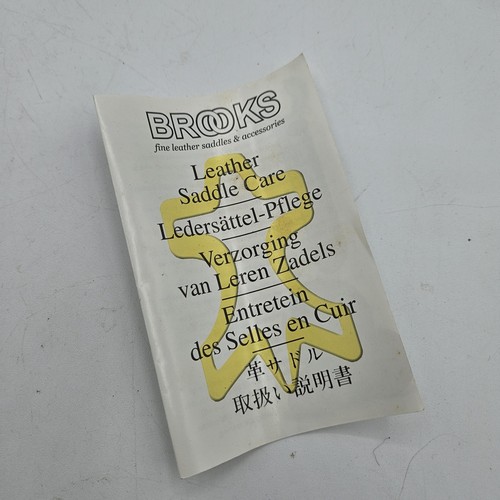 BROOKS
fine leather saddles & accessories
Leather
Saddle Care
Ledersättel-Pflege
Verzorging
van Leren Zadels
Entretein
des Selles en Cuir
革サドル
取扱い説明書